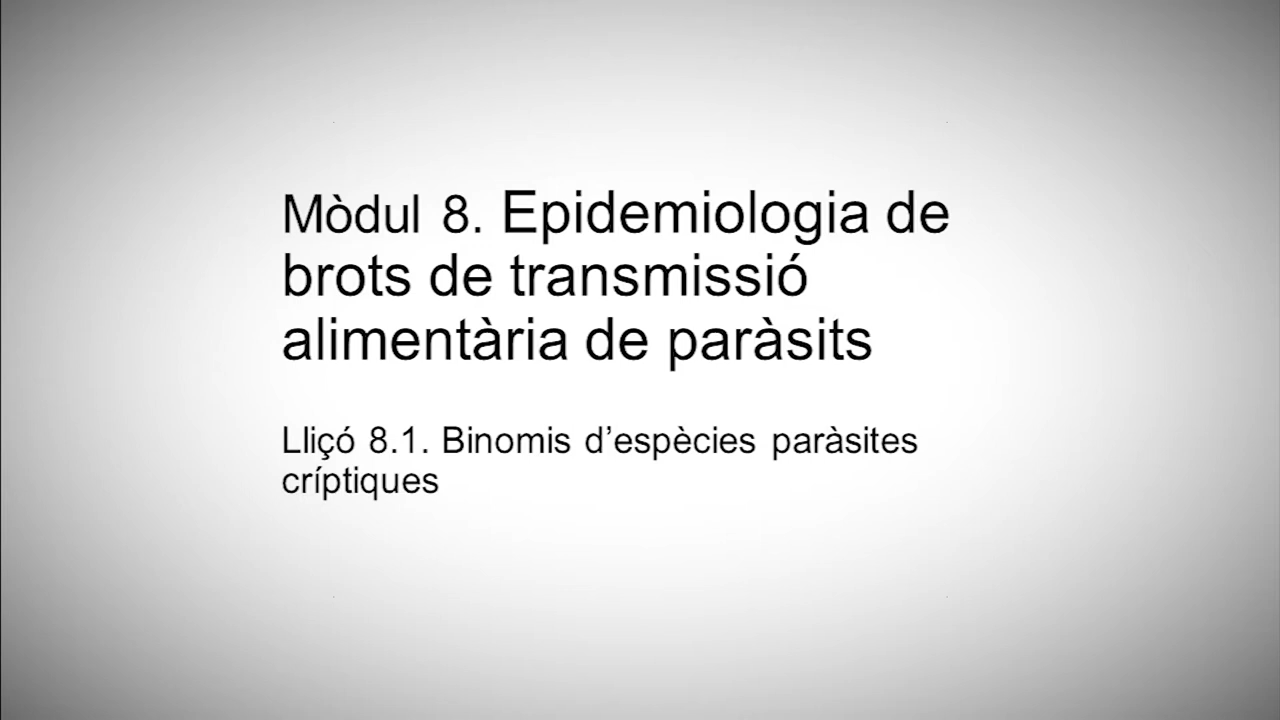 Mòdul 8. Epidemiologia de
brots de transmissió
alimentària de paràsits
Lliçó 8.1. Binomis d’espècies paràsites
críptiques